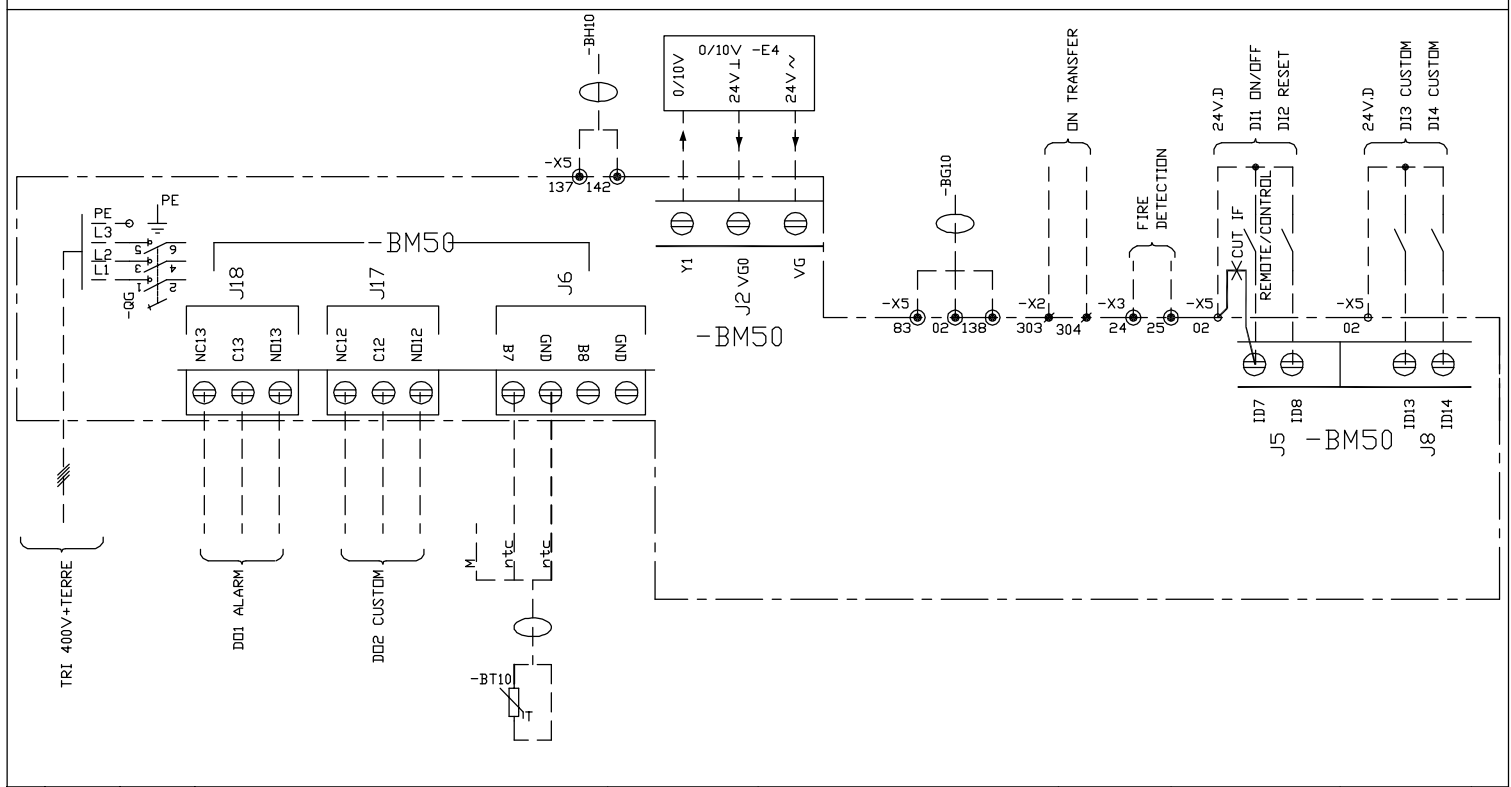 -BH10
0/10V -E4
0/10V
24V ⊥
24V ~
-X5
137 142
PE
PE
L3
L2
L1
5 6
3 4
1 2
-QG
-BM50
J18
J17
J6
NC13
C13
NO13
NC12
C12
NO12
B7
GND
B8
GND
Y1
VG0
VG
J2
-BM50
-BG10
-X5
83 02 138
ON TRANSFER
-X2
303 304
FIRE
DETECTION
-X3
24 25
24V.D
DI1 ON/OFF
DI2 RESET
CUT IF
REMOTE/CONTROL
-X5
02
24V.D
DI3 CUSTOM
DI4 CUSTOM
-X5
02
ID7
ID8
ID13
ID14
J5 -BM50 J8
TRI 400V+TERRE
DO1 ALARM
DO2 CUSTOM
M
ntc
ntc
-BT10
T